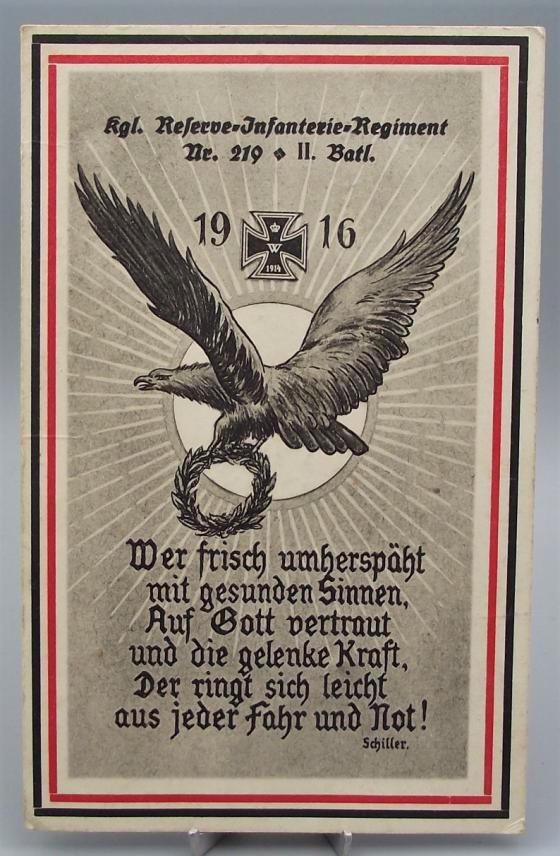 Kgl. Reserve-Infanterie-Regiment
Nr. 219 ⬥ II. Batl.
19 16
W
1914
Wer frisch umherspäht
mit gesunden Sinnen,
Auf Gott vertraut
und die gelenke Kraft,
Der ringt sich leicht
aus jeder Fahr und Not!
Schiller.